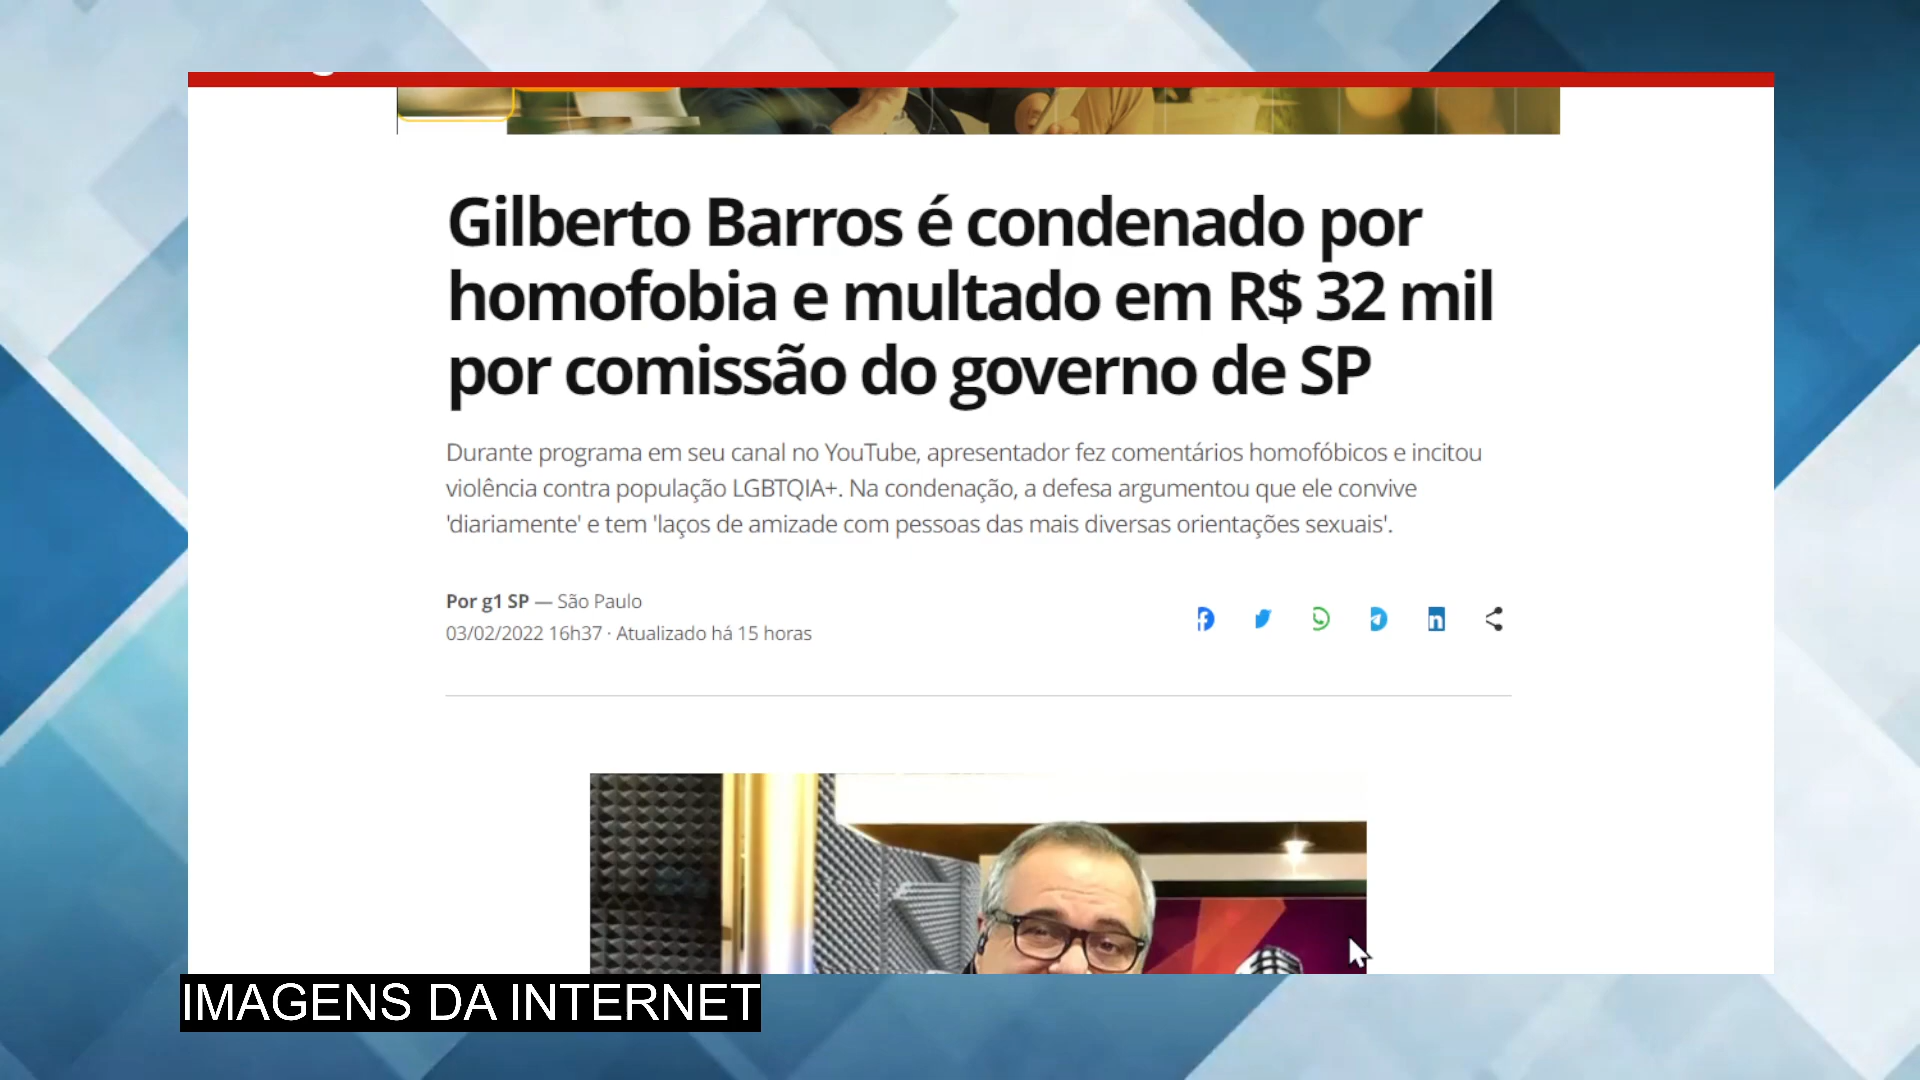 Gilberto Barros é condenado por
homofobia e multado em R$ 32 mil
por comissão do governo de SP
Durante programa em seu canal no YouTube, apresentador fez comentários homofóbicos e incitou
violência contra população LGBTQIA+. Na condenação, a defesa argumentou que ele convive
'diariamente' e tem 'laços de amizade com pessoas das mais diversas orientações sexuais'.
Por g1 SP — São Paulo
03/02/2022 16h37 · Atualizado há 15 horas
IMAGENS DA INTERNET